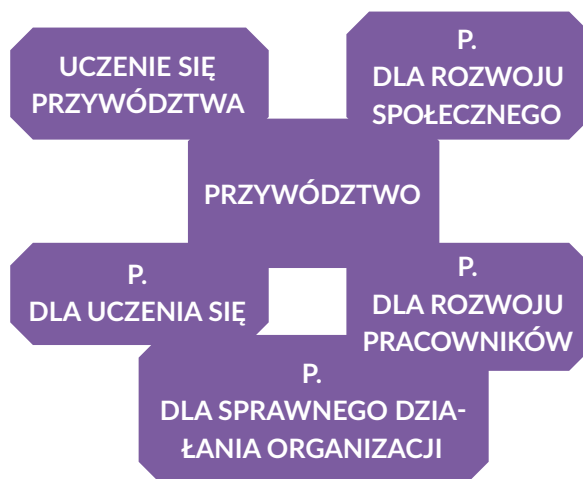 UCZENIE SIĘ
PRZYWÓDZTWA
P.
DLA ROZWOJU
SPOŁECZNEGO
PRZYWÓDZTWO
P.
DLA UCZENIA SIĘ
P.
DLA ROZWOJU
PRACOWNIKÓW
P.
DLA SPRAWNEGO DZIA-
ŁANIA ORGANIZACJI